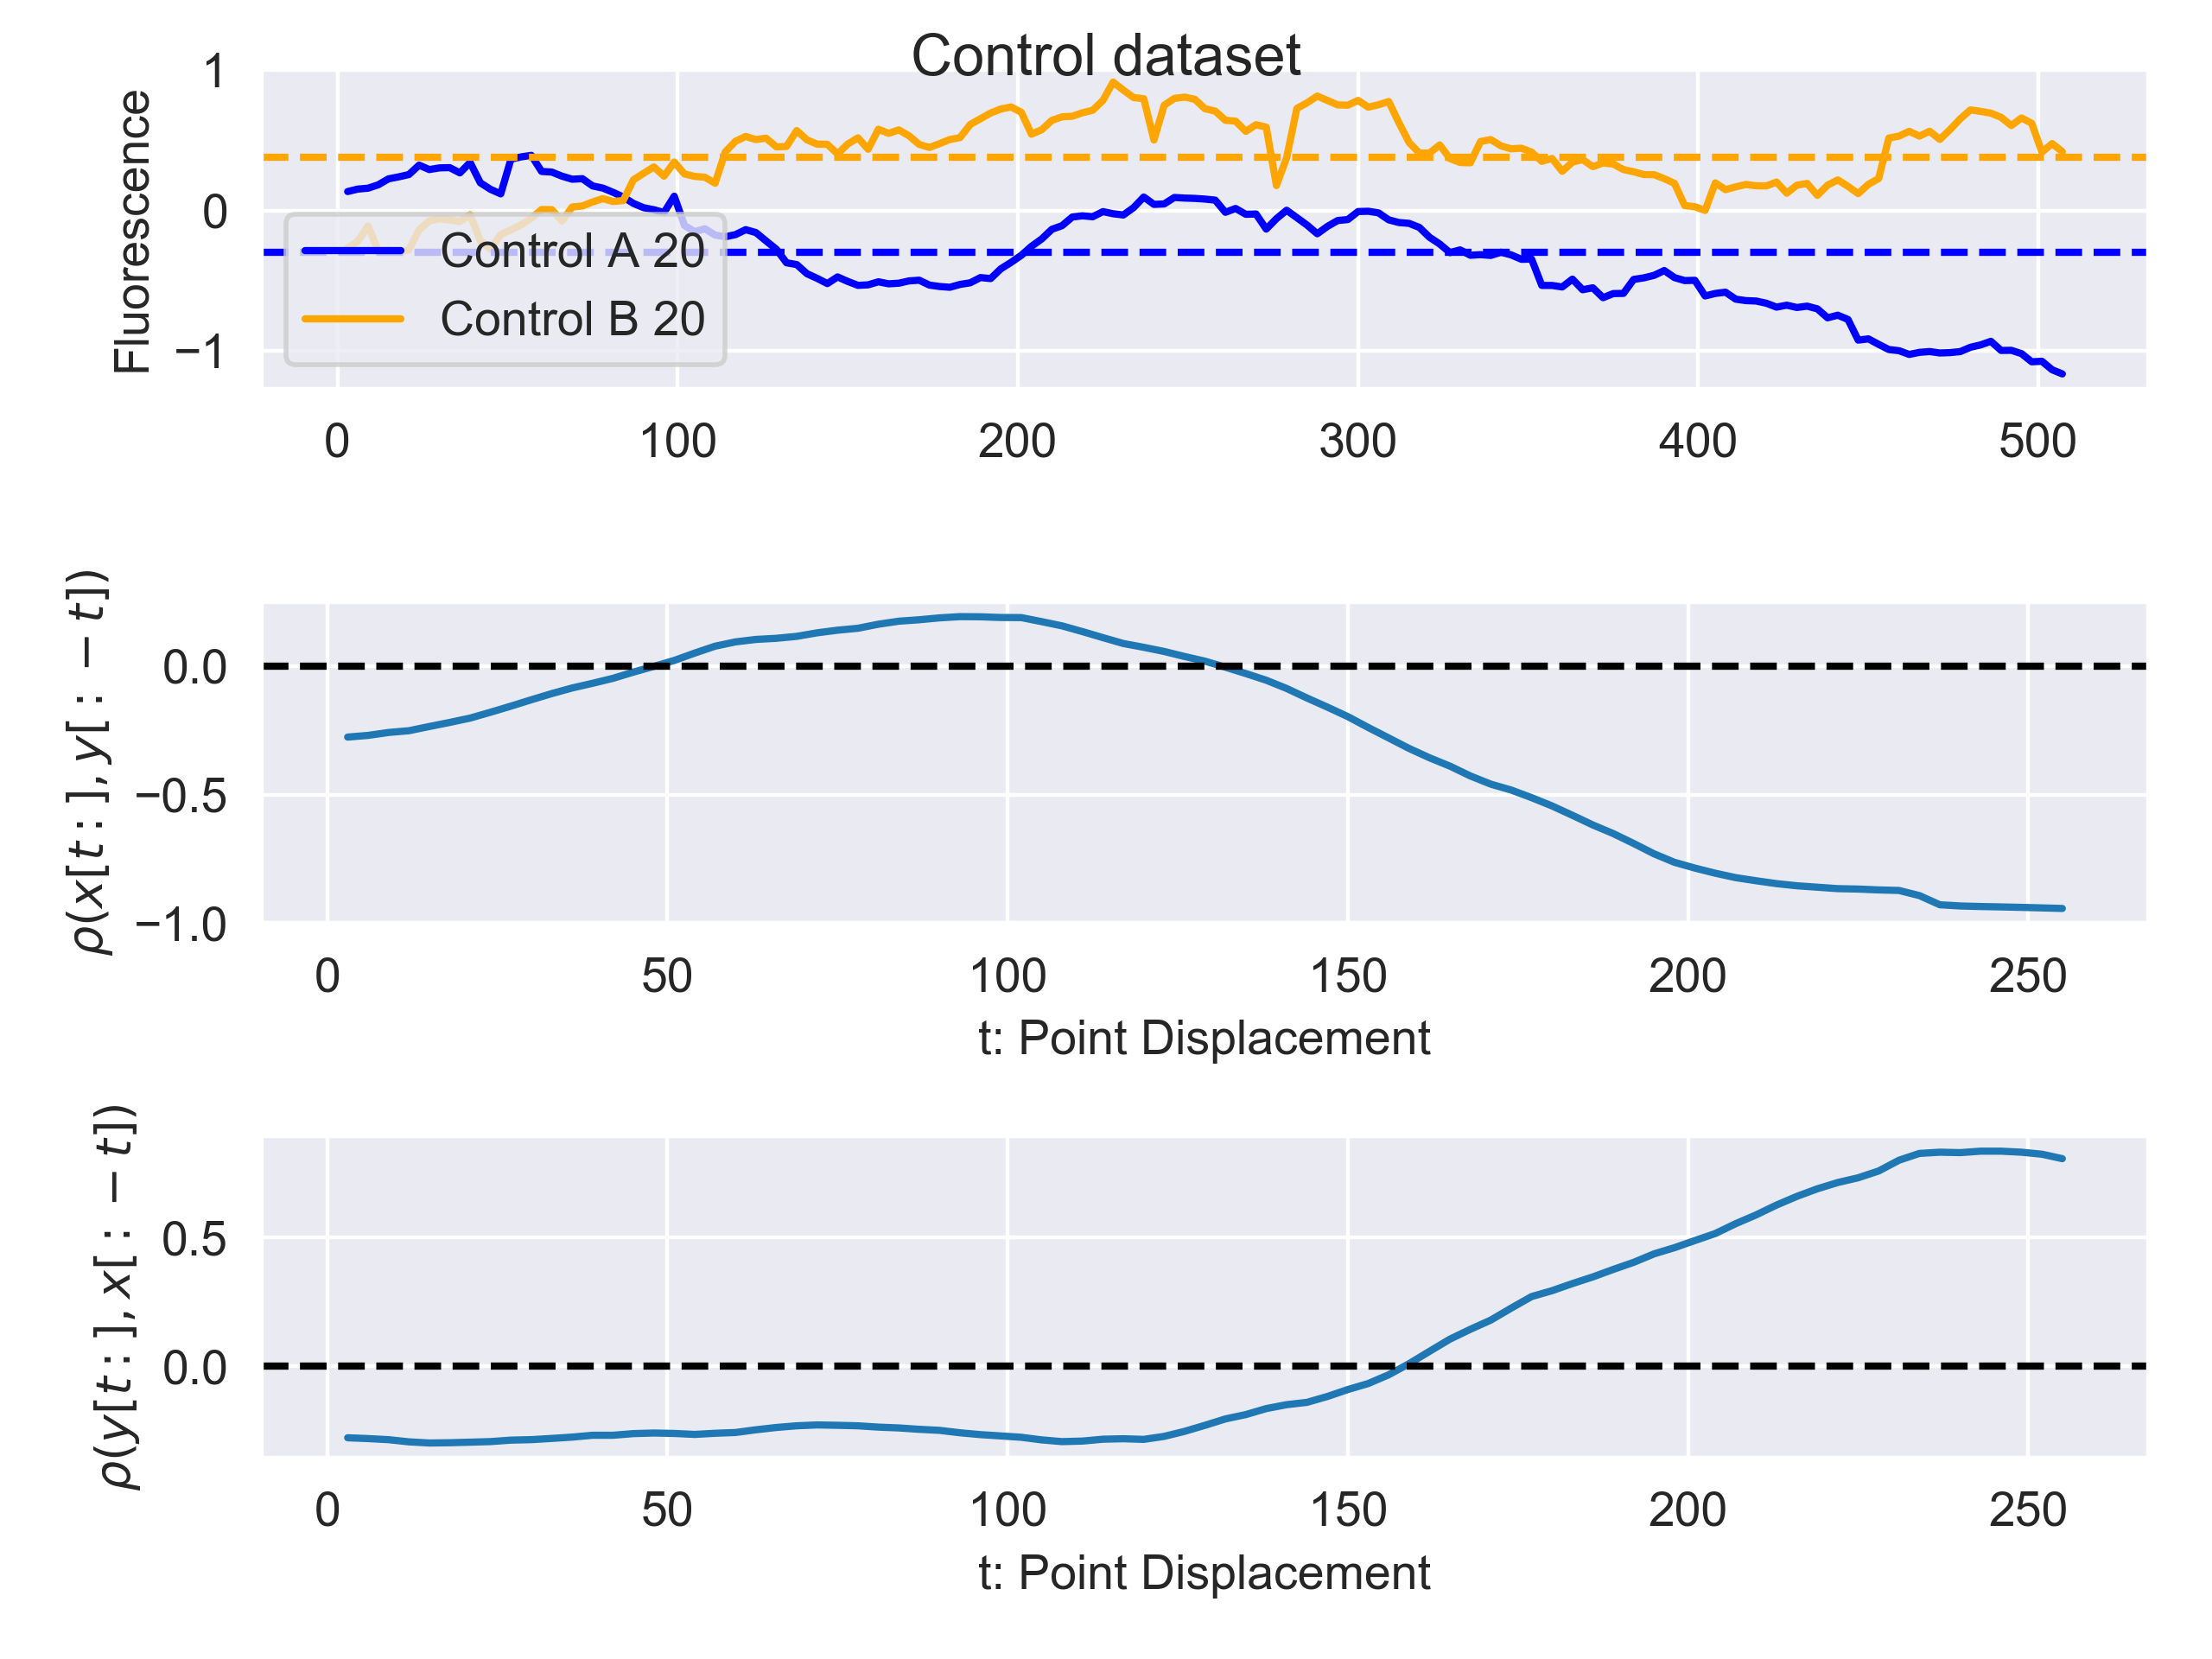 Control dataset
Fluorescence
1
0
−1
Control A 20
Control B 20
0 100 200 300 400 500
ρ(x[t:], y[: − t])
0.0
−0.5
−1.0
0 50 100 150 200 250
t: Point Displacement
ρ(y[t:], x[: − t])
0.5
0.0
0 50 100 150 200 250
t: Point Displacement